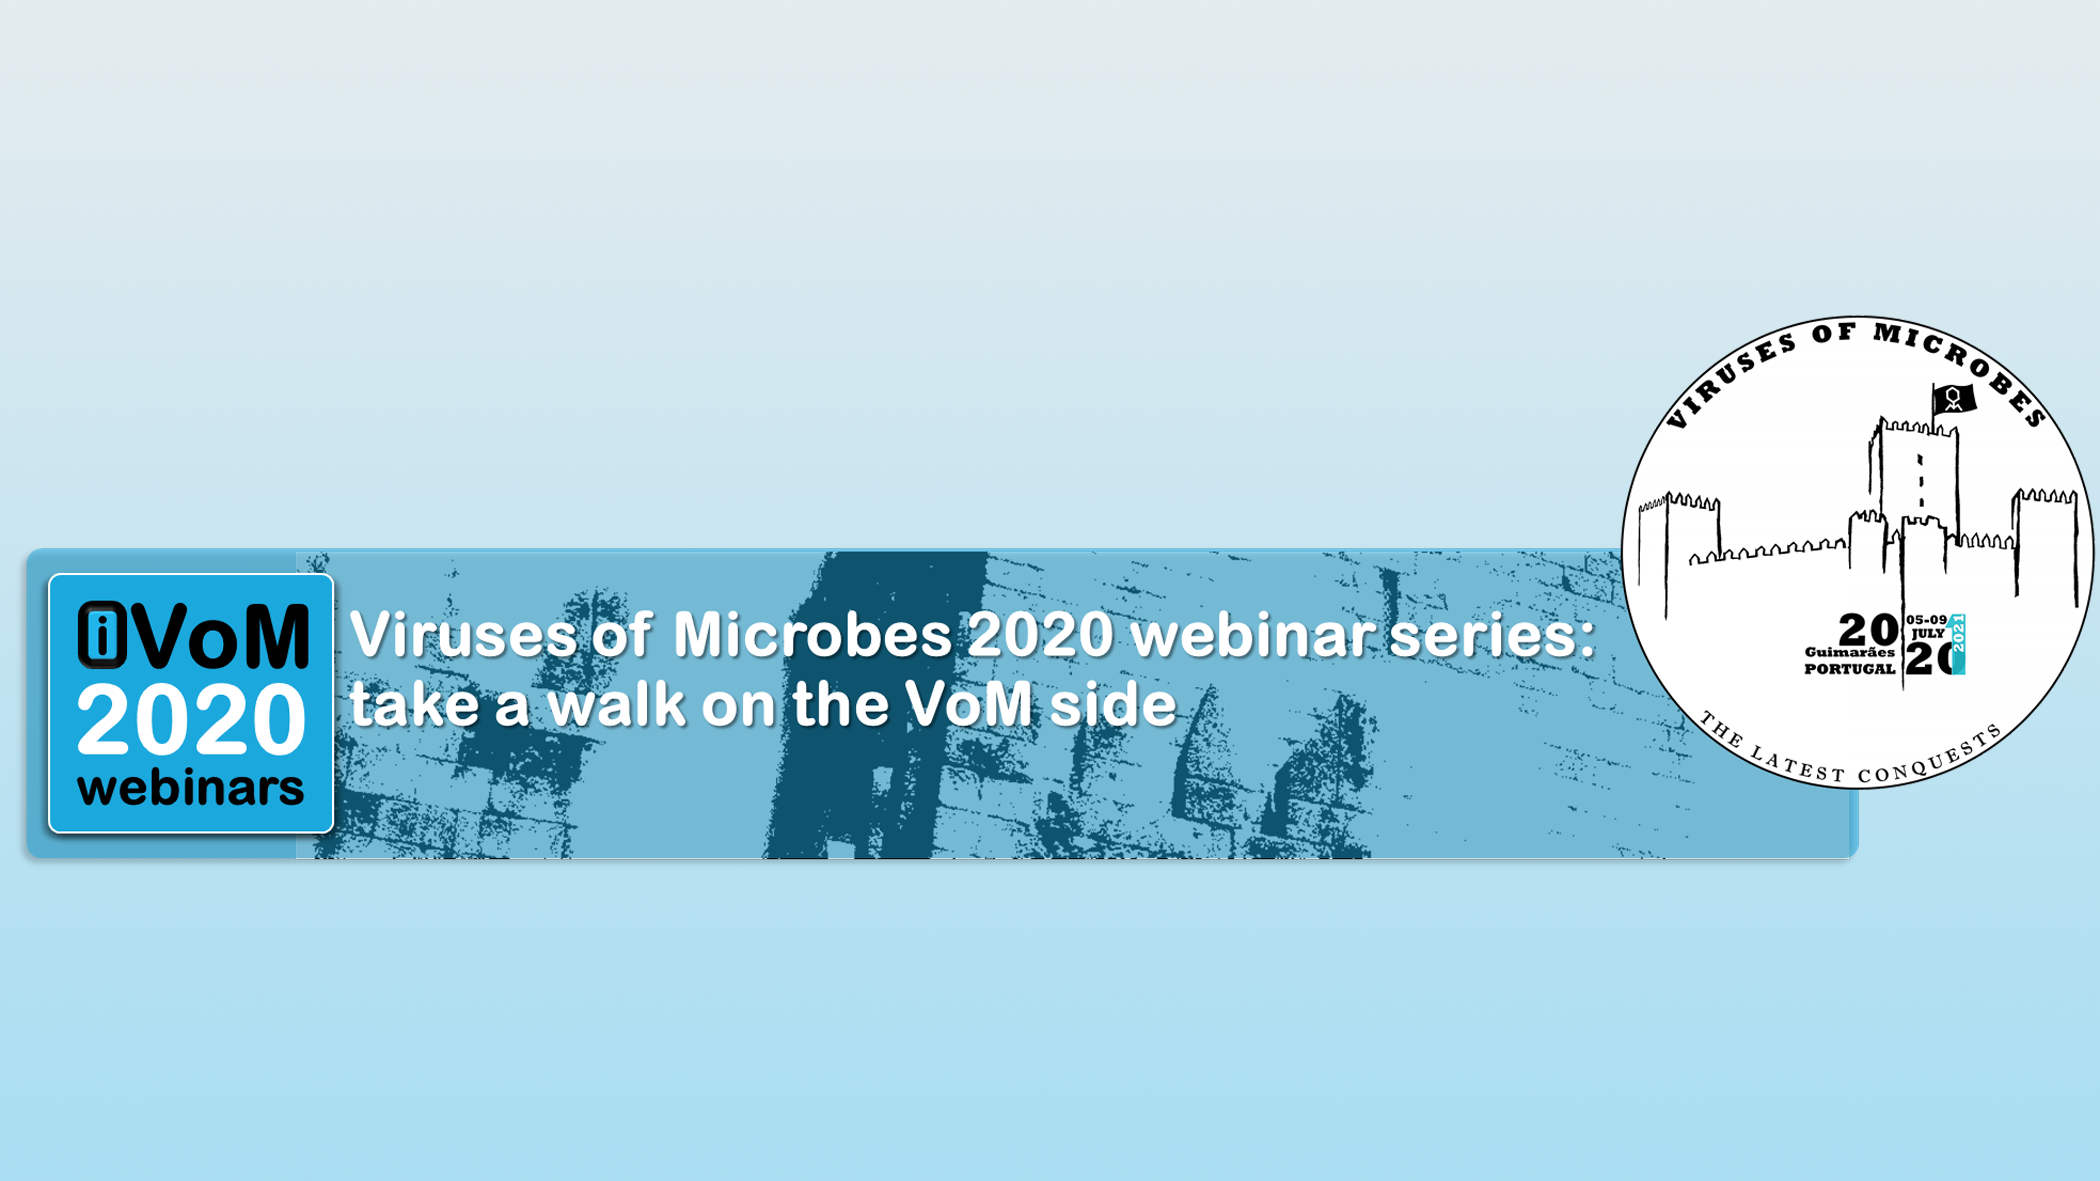 iVoM
2020
webinars
Viruses of Microbes 2020 webinar series:
take a walk on the VoM side
VIRUSES OF MICROBES
20
Guimarães
PORTUGAL
05-09
JULY
20
2021
THE LATEST CONQUESTS